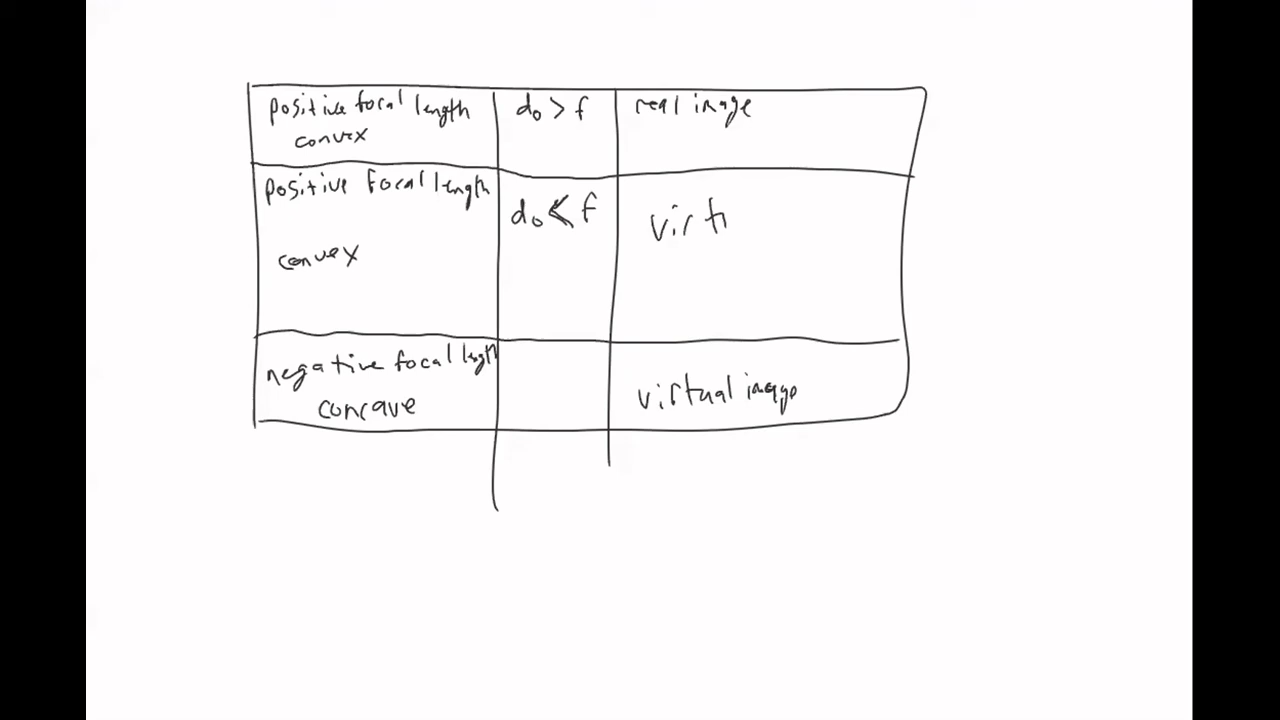 positive focal length
convex
do > f
real image
positive focal length
convex
do < f
virt
negative focal length
concave
virtual image